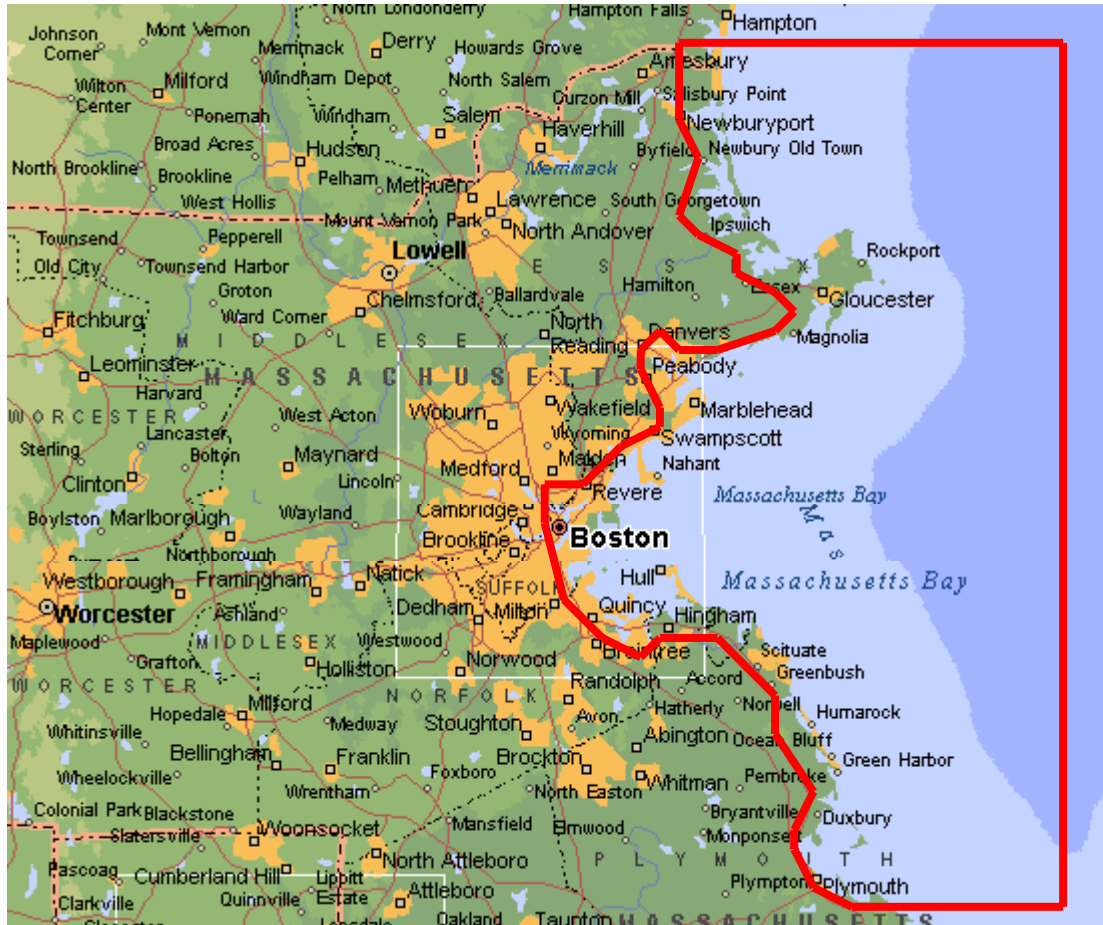 North Londonderry
Hampton Falls
Hampton
Johnson Corner
Mont Vernon
Merrimack
Derry
Howards Grove
Amesbury
Wilton Center
Milford
Windham Depot
North Salem
Curzon Mill
Salisbury Point
Ponemah
Windham
Salem
Haverhill
Newburyport
Broad Acres
Hudson
Merrimack
Byfield
Newbury Old Town
North Brookline
Brookline
Pelham
Methuen
West Hollis
Lawrence
South Georgetown
Mount Vernon Park
North Andover
Ipswich
Townsend
Pepperell
Lowell
Rockport
Old City
Townsend Harbor
E S S X
Groton
Chelmsford
Ballardvale
Hamilton
Essex
Gloucester
Fitchburg
Ward Corner
North Reading
Danvers
Magnolia
MIDDLESEX
Leominster
MASSACHUSETTS
Peabody
Harvard
WORCESTER
West Acton
Woburn
Wakefield
Marblehead
Lancaster
Wyoming
Swampscott
Sterling
Bolton
Maynard
Medford
Malden
Nahant
Clinton
Lincoln
Revere
Massachusetts Bay
L
Boylston
Marlborough
Wayland
Cambridge
Mas
Boston
Northborough
Brookline
Westborough
Framingham
Natick
Hull
Massachusetts Bay
SUFFOLK
Worcester
Ashland
Dedham
Milton
Quincy
Hingham
Maplewood
MIDDLESEX
Westwood
Braintree
Scituate
Grafton
Holliston
Norwood
Greenbush
WORCESTER
NORFOLK
Randolph
Accord
Hopedale
Milford
Hatherly
Norwell
Humarock
Whitinsville
Medway
Stoughton
Avon
Abington
Ocean Bluff
Bellingham
Franklin
Brockton
Green Harbor
Wheelockville
Foxboro
Whitman
Pembroke
Wrentham
North Easton
Colonial Park
Blackstone
Bryantville
Duxbury
Slatersville
Woonsocket
Mansfield
Elmwood
Monponsett
Pascoag
North Attleboro
PLYMOUTH
Cumberland Hill
Lippitt Estate
Plympton
Plymouth
Clarkville
Quinnville
Attleboro
Oakland
Taunton
MASSACHUSETTS